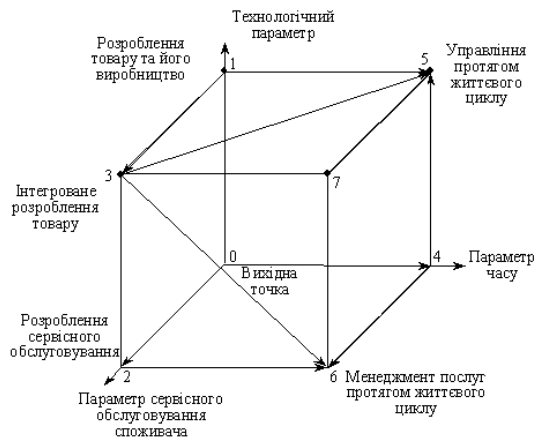 Технологічний
параметр
Розроблення
товару та його
виробництво
1
5
Управління
протягом
життєвого
циклу
3
7
Інтегроване
розроблення
товару
0
Вихідна
точка
4
Параметр
часу
Розроблення
сервісного
обслуговування
2
6
Параметр сервісного
обслуговування
споживача
Менеджмент послуг
протягом життєвого
циклу